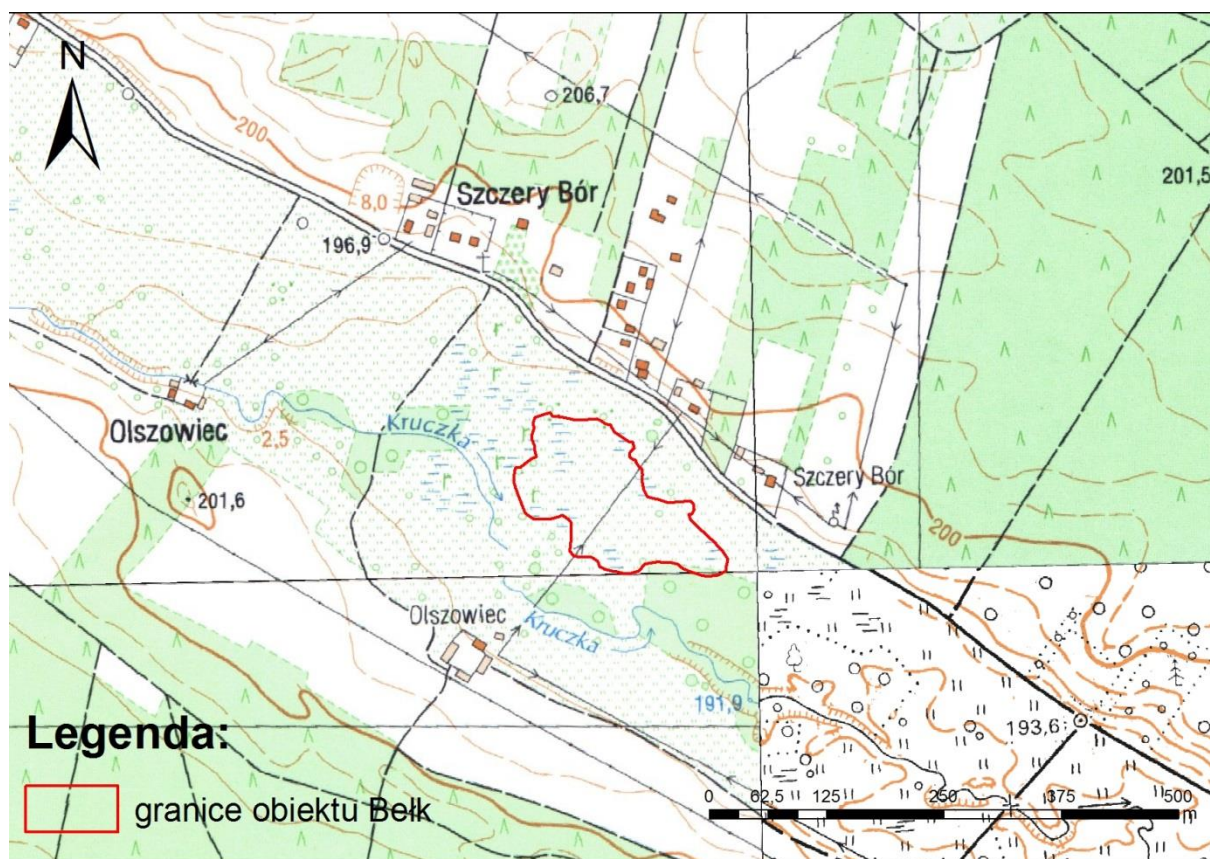 N
206,7
200
8,0
Szczery Bór
201,5
196,9
Olszowiec
2,5
Kruczka
r
r
r
r
r
201,6
Szczery Bór
200
Olszowiec
Kruczka
191,9
193,6
Legenda:
granice obiektu Bełk
0 62,5 125 250 375 500
m